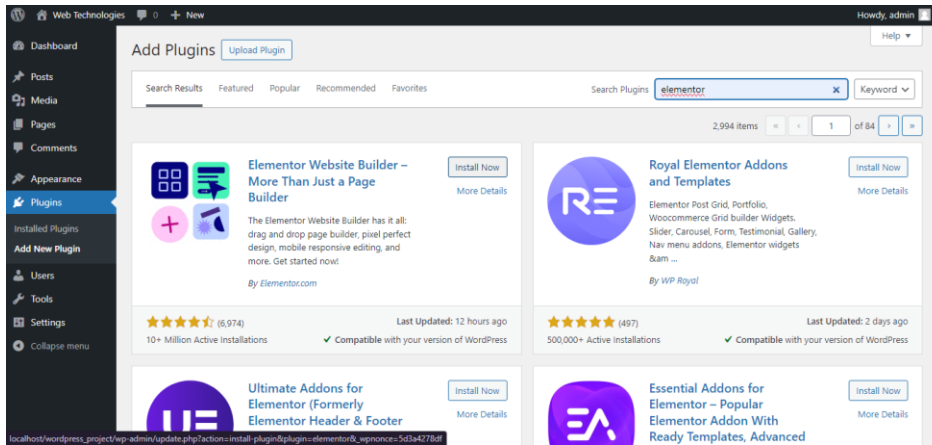 Web Technologies 0 + New Howdy, admin
Dashboard
Posts
Media
Pages
Comments
Appearance
Plugins
Installed Plugins
Add New Plugin
Users
Tools
Settings
Collapse menu
Help
Add Plugins Upload Plugin
Search Results Featured Popular Recommended Favorites Search Plugins elementor Keyword
2,994 items « ‹ 1 of 84 › »
Elementor Website Builder –
More Than Just a Page
Builder
Install Now
More Details
The Elementor Website Builder has it all:
drag and drop page builder, pixel perfect
design, mobile responsive editing, and
more. Get started now!
By Elementor.com
(6,974)
10+ Million Active Installations
Last Updated: 12 hours ago
✔ Compatible with your version of WordPress
RE
Royal Elementor Addons
and Templates
Install Now
More Details
Elementor Post Grid, Portfolio,
Woocommerce Grid builder Widgets,
Slider, Carousel, Form, Testimonial, Gallery,
Nav menu addons, Elementor widgets
&am ...
By WP Royal
(497)
500,000+ Active Installations
Last Updated: 2 days ago
✔ Compatible with your version of WordPress
UE
Ultimate Addons for
Elementor (Formerly
Elementor Header & Footer
Install Now
More Details
EA
Essential Addons for
Elementor – Popular
Elementor Addon With
Ready Templates, Advanced
Install Now
More Details
localhost/wordpress_project/wp-admin/update.php?action=install-plugin&plugin=elementor&_wpnonce=5d3a4278df